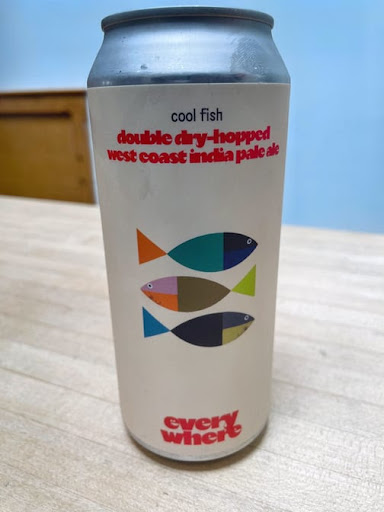 cool fish
double dry-hopped
west coast india pale ale
every
where